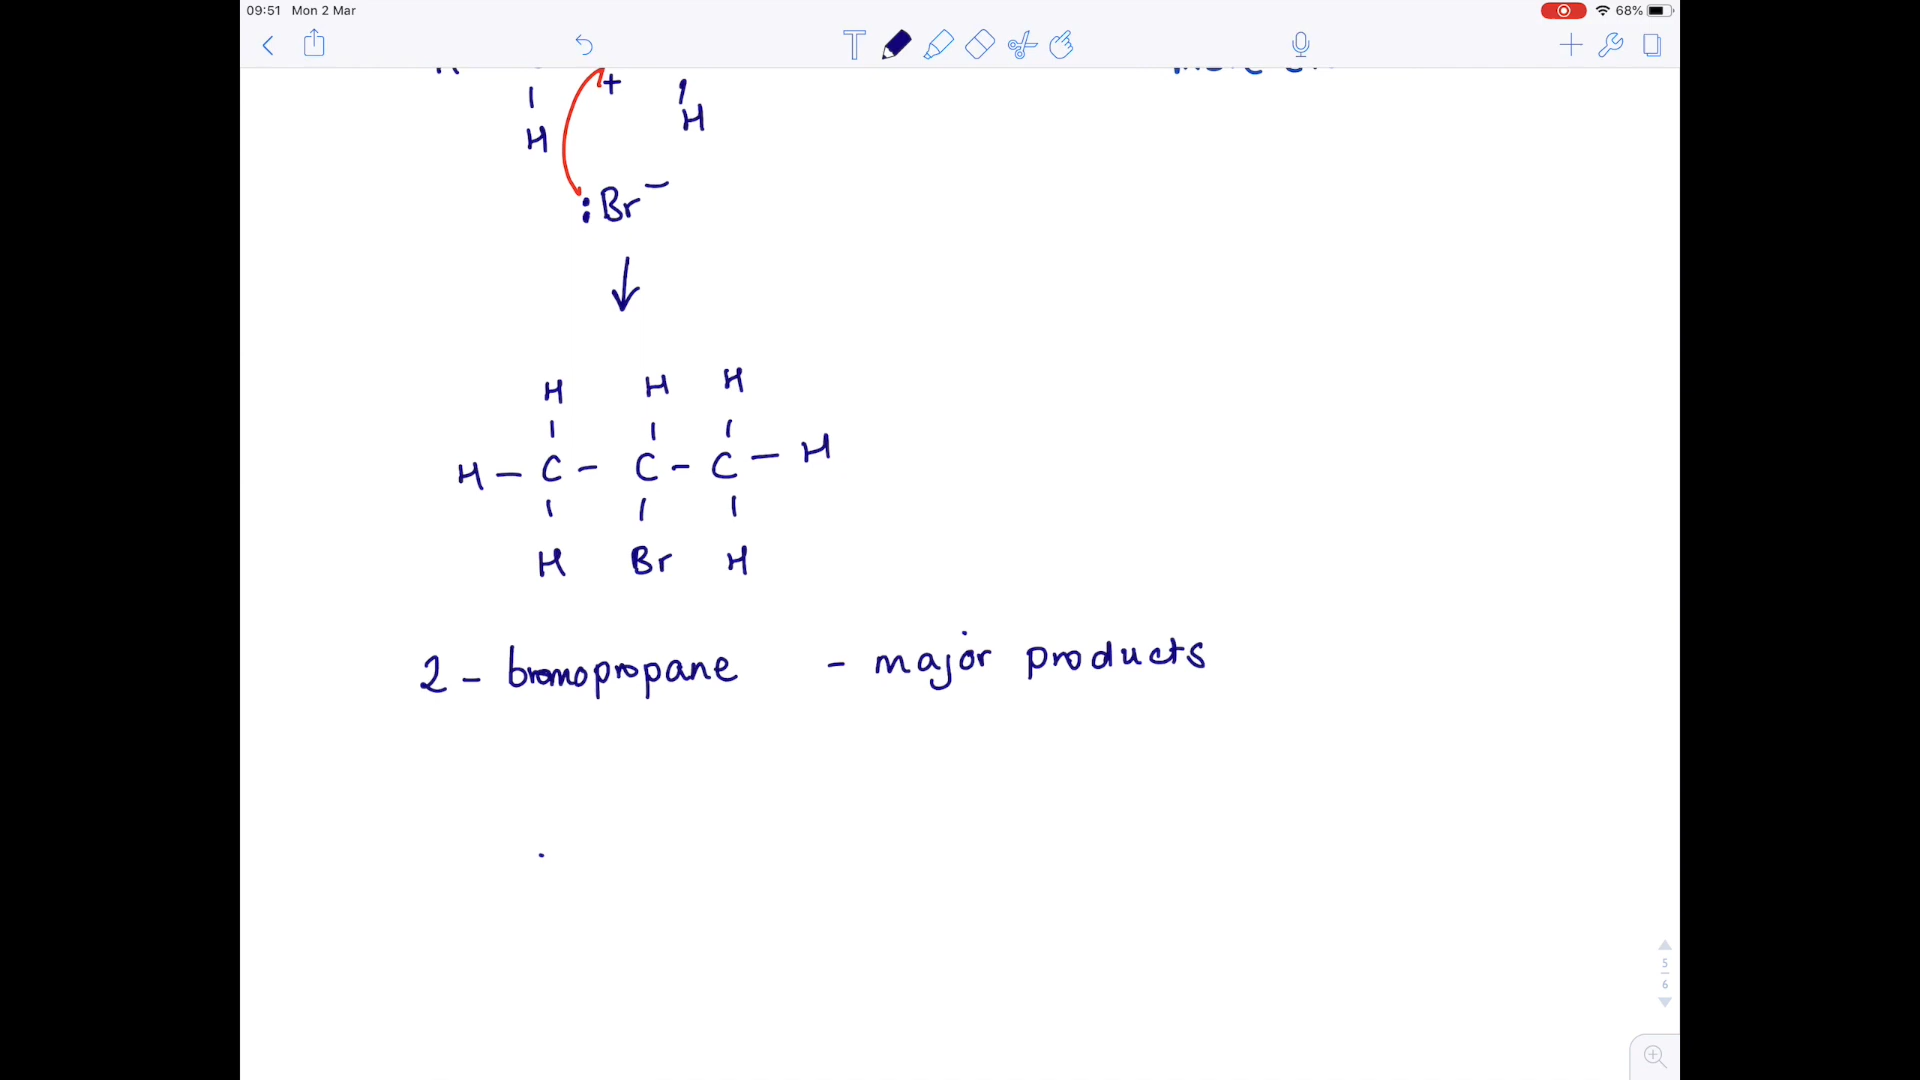 09:51 Mon 2 Mar 68%
+
H H
:Br –
H H H
H – C – C – C – H
H Br H
2 - bromopropane - major products
5
6